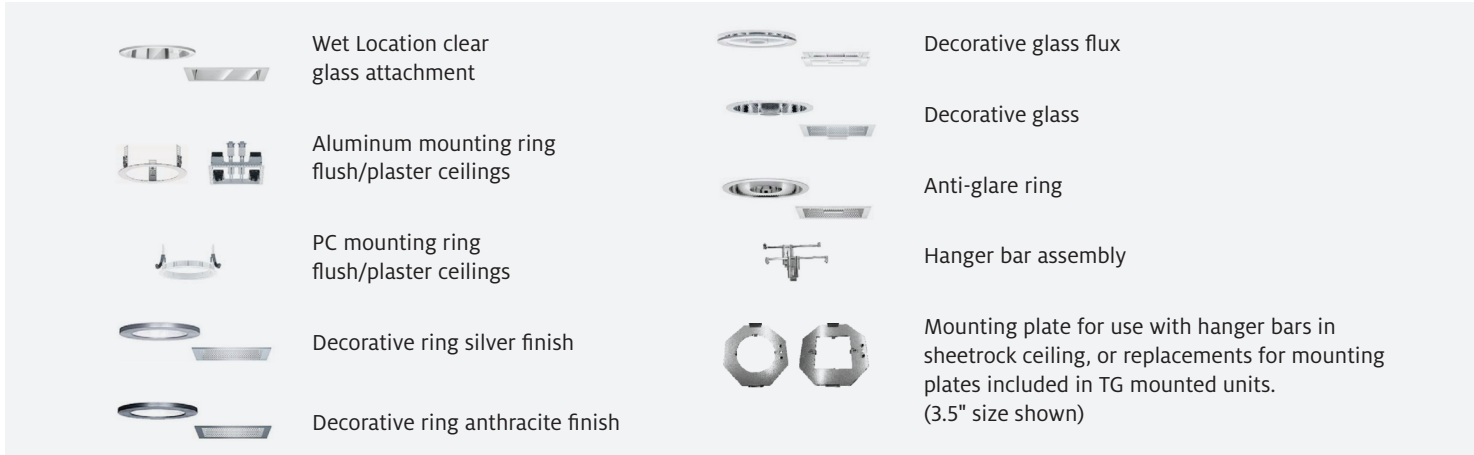 Wet Location clear
glass attachment
Aluminum mounting ring
flush/plaster ceilings
PC mounting ring
flush/plaster ceilings
Decorative ring silver finish
Decorative ring anthracite finish
Decorative glass flux
Decorative glass
Anti-glare ring
Hanger bar assembly
Mounting plate for use with hanger bars in
sheetrock ceiling, or replacements for mounting
plates included in TG mounted units.
(3.5" size shown)